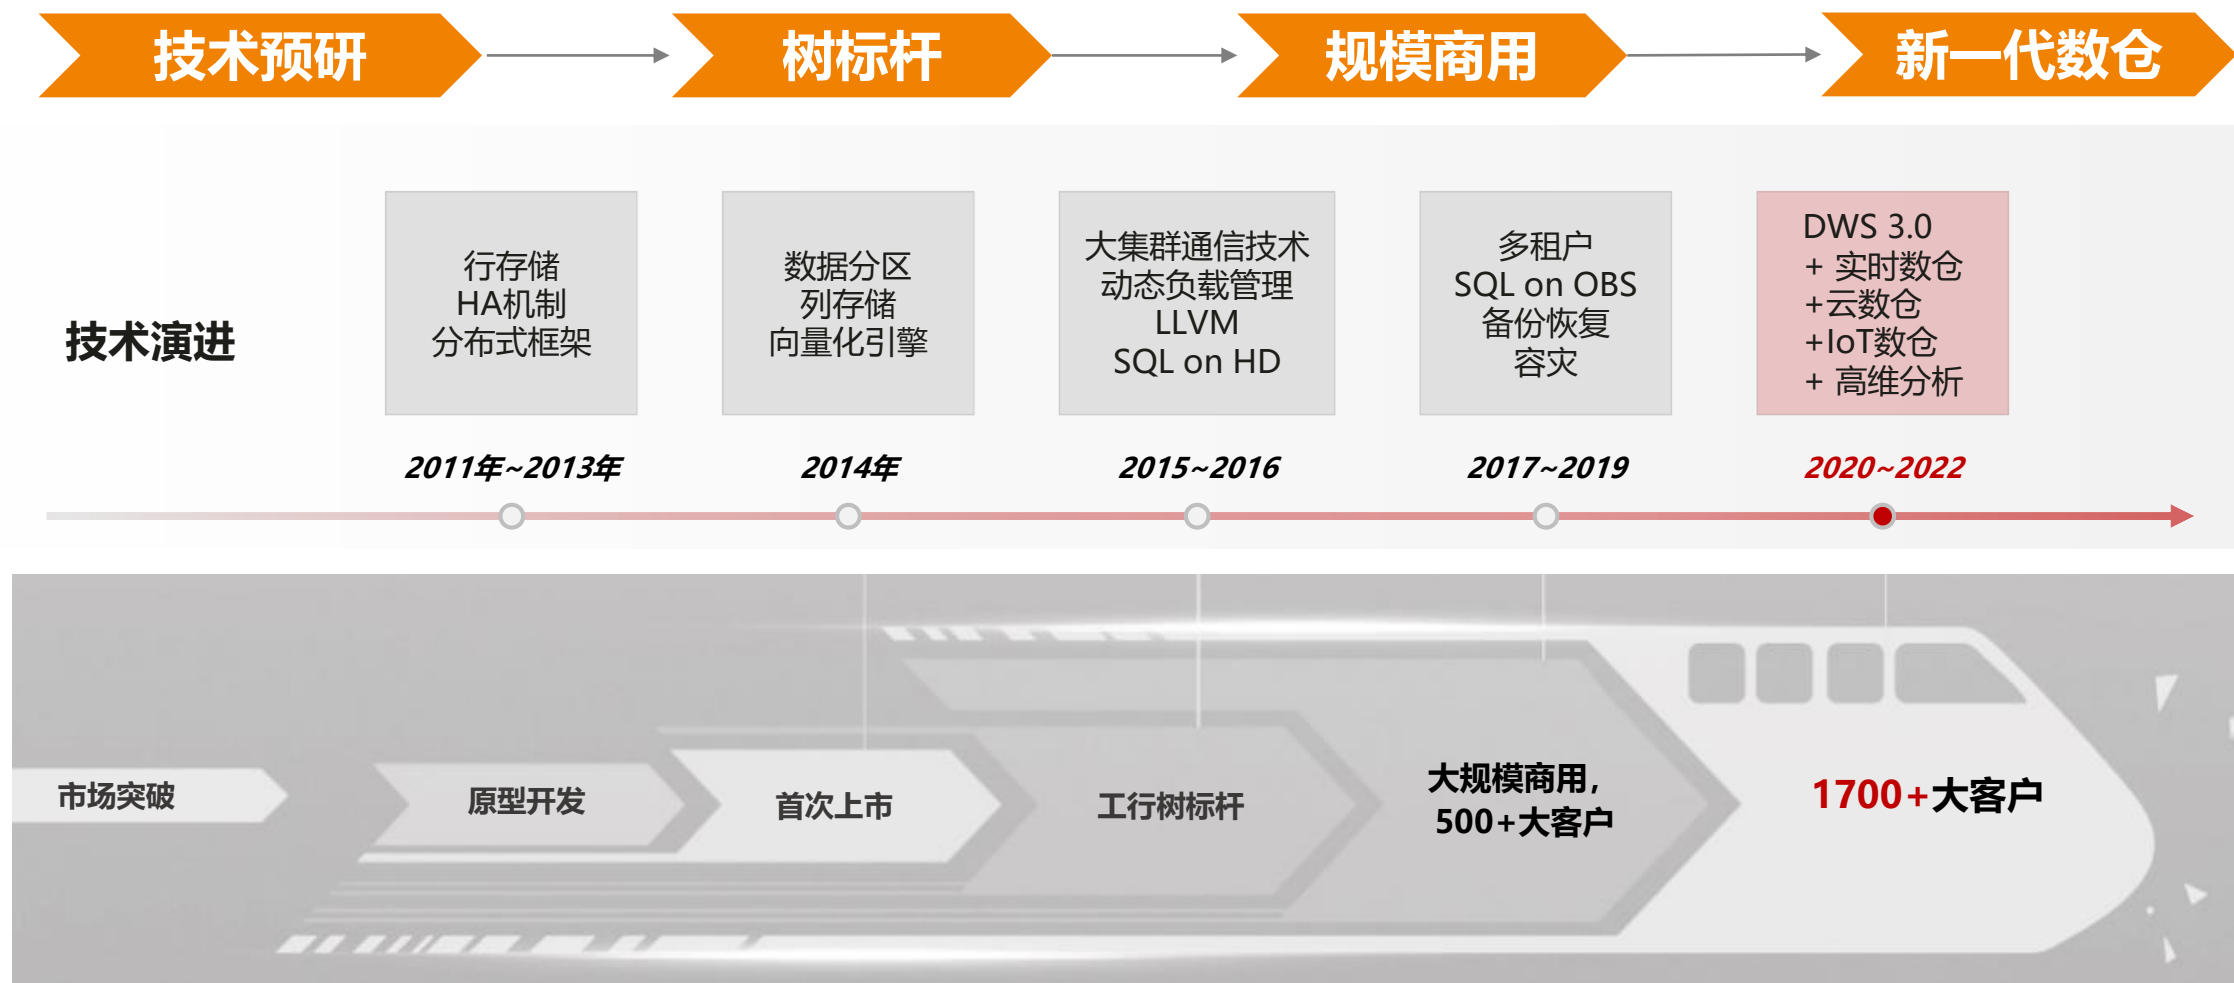 技术预研
树标杆
规模商用
新一代数仓
技术演进
行存储
HA机制
分布式框架
数据分区
列存储
向量化引擎
大集群通信技术
动态负载管理
LLVM
SQL on HD
多租户
SQL on OBS
备份恢复
容灾
DWS 3.0
+ 实时数仓
+云数仓
+IoT数仓
+ 高维分析
2011年~2013年
2014年
2015~2016
2017~2019
2020~2022
市场突破
原型开发
首次上市
工行树标杆
大规模商用，
500+大客户
1700+大客户